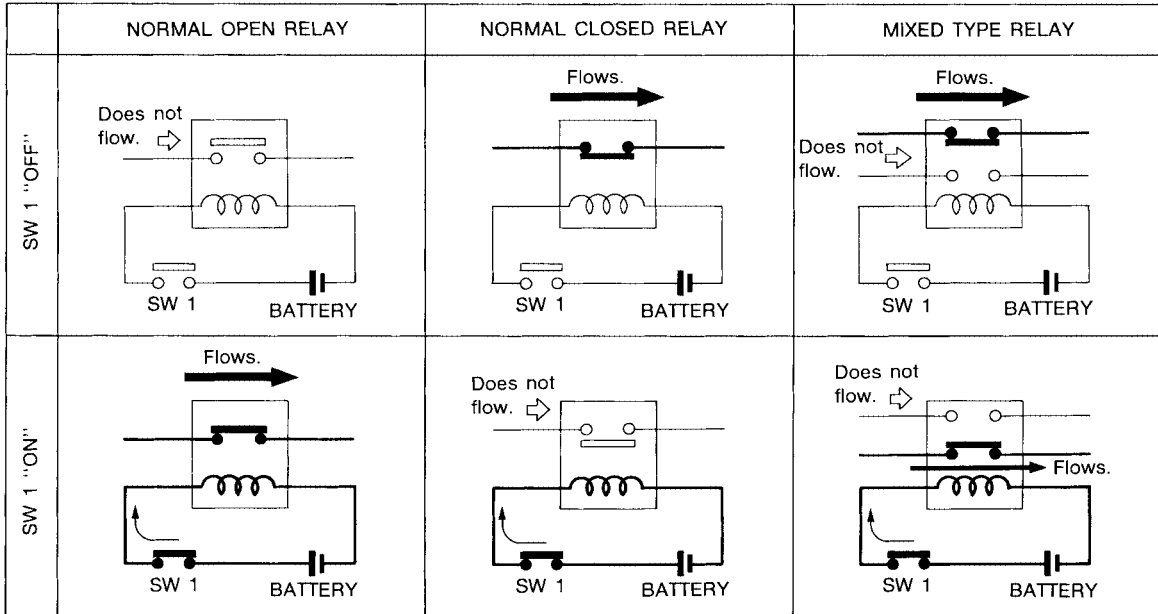 NORMAL OPEN RELAY
NORMAL CLOSED RELAY
MIXED TYPE RELAY
SW 1 "OFF"
Does not
flow.
SW 1
BATTERY
Flows.
SW 1
BATTERY
Flows.
Does not
flow.
SW 1
BATTERY
SW 1 "ON"
Flows.
SW 1
BATTERY
Does not
flow.
SW 1
BATTERY
Does not
flow.
Flows.
SW 1
BATTERY